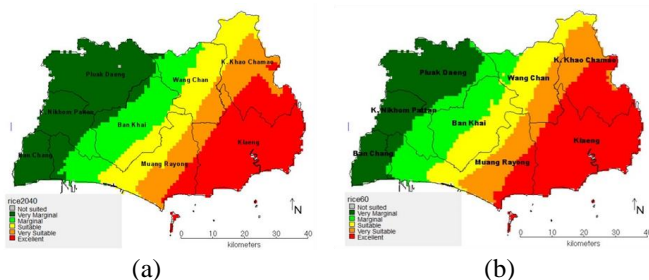 Pluak Daeng
Wang Chan
K. Khao Chamao
K. Nikhom Pattana
Ban Khai
Klaeng
Ban Chang
Muang Rayong
rice2040
Not suited
Very Marginal
Marginal
Suitable
Very Suitable
Excellent
N
0 10 20 30 40
kilometers
(a)
Pluak Daeng
Wang Chan
K. Khao Chamao
K. Nikhom Pattana
Ban Khai
Klaeng
Ban Chang
Muang Rayong
rice60
Not suited
Very Marginal
Marginal
Suitable
Very Suitable
Excellent
N
0 10 20 30 40
kilometers
(b)